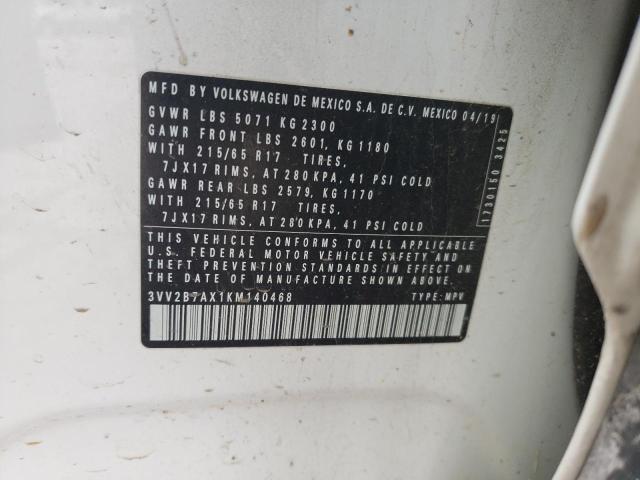 MFD BY VOLKSWAGEN DE MEXICO S.A. DE C.V. MEXICO 04/19
GVWR LBS 5071 KG 2300
GAWR FRONT LBS 2601, KG 1180
WITH 215/65 R17 TIRES,
7JX17 RIMS, AT 280 KPA, 41 PSI COLD
GAWR REAR LBS 2579, KG 1170
WITH 215/65 R17 TIRES,
7JX17 RIMS, AT 280 KPA, 41 PSI COLD
THIS VEHICLE CONFORMS TO ALL APPLICABLE
U.S. FEDERAL MOTOR VEHICLE SAFETY AND
THEFT PREVENTION STANDARDS IN EFFECT ON
THE DATE OF MANUFACTURE SHOWN ABOVE.
3VV2B7AX1KM140468 TYPE: MPV
1730150 3425